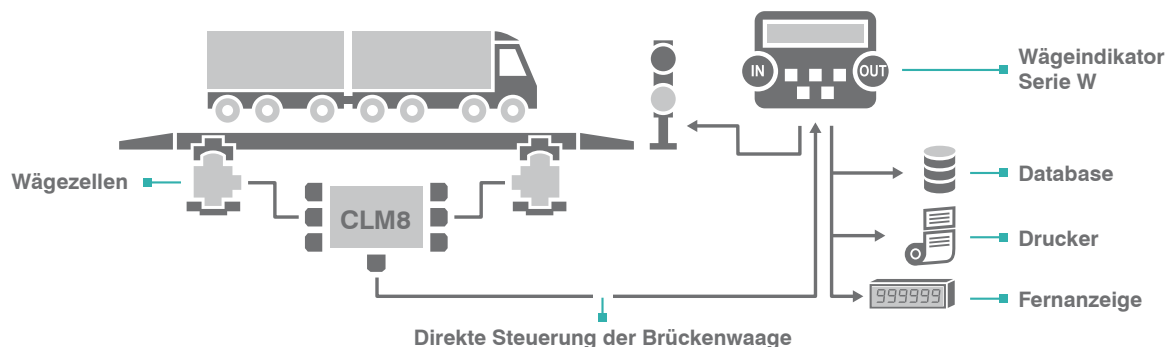 IN
OUT
Wägeindikator
Serie W
Wägezellen
CLM8
Database
Drucker
999999
Fernanzeige
Direkte Steuerung der Brückenwaage